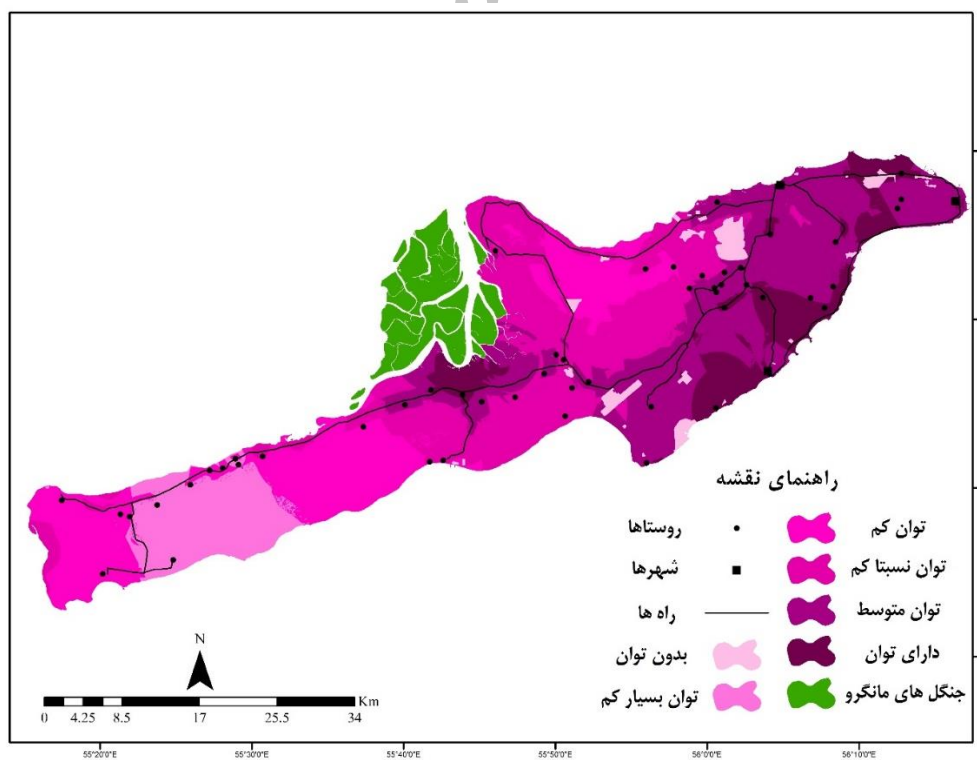 راهنمای نقشه
توان کم
روستاها
توان نسبتا کم
شهرها
توان متوسط
راه ها
دارای توان
بدون توان
جنگل های مانگرو
توان بسیار کم
N
Km
0 4.25 8.5 17 25.5 34
55°20'0"E 55°30'0"E 55°40'0"E 55°50'0"E 56°0'0"E 56°10'0"E